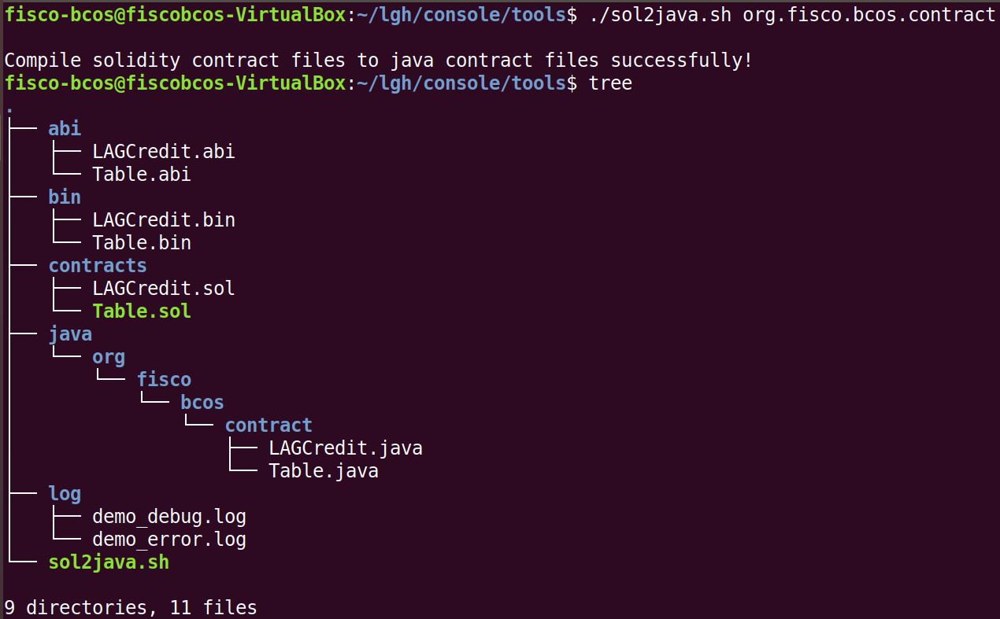 fisco-bcos@fiscobcos-VirtualBox:~/lgh/console/tools$ ./sol2java.sh org.fisco.bcos.contract
Compile solidity contract files to java contract files successfully!
fisco-bcos@fiscobcos-VirtualBox:~/lgh/console/tools$ tree
.
├── abi
│   ├── LAGCredit.abi
│   └── Table.abi
├── bin
│   ├── LAGCredit.bin
│   └── Table.bin
├── contracts
│   ├── LAGCredit.sol
│   └── Table.sol
├── java
│   └── org
│       └── fisco
│           └── bcos
│               └── contract
│                   ├── LAGCredit.java
│                   └── Table.java
├── log
│   ├── demo_debug.log
│   └── demo_error.log
└── sol2java.sh
9 directories, 11 files